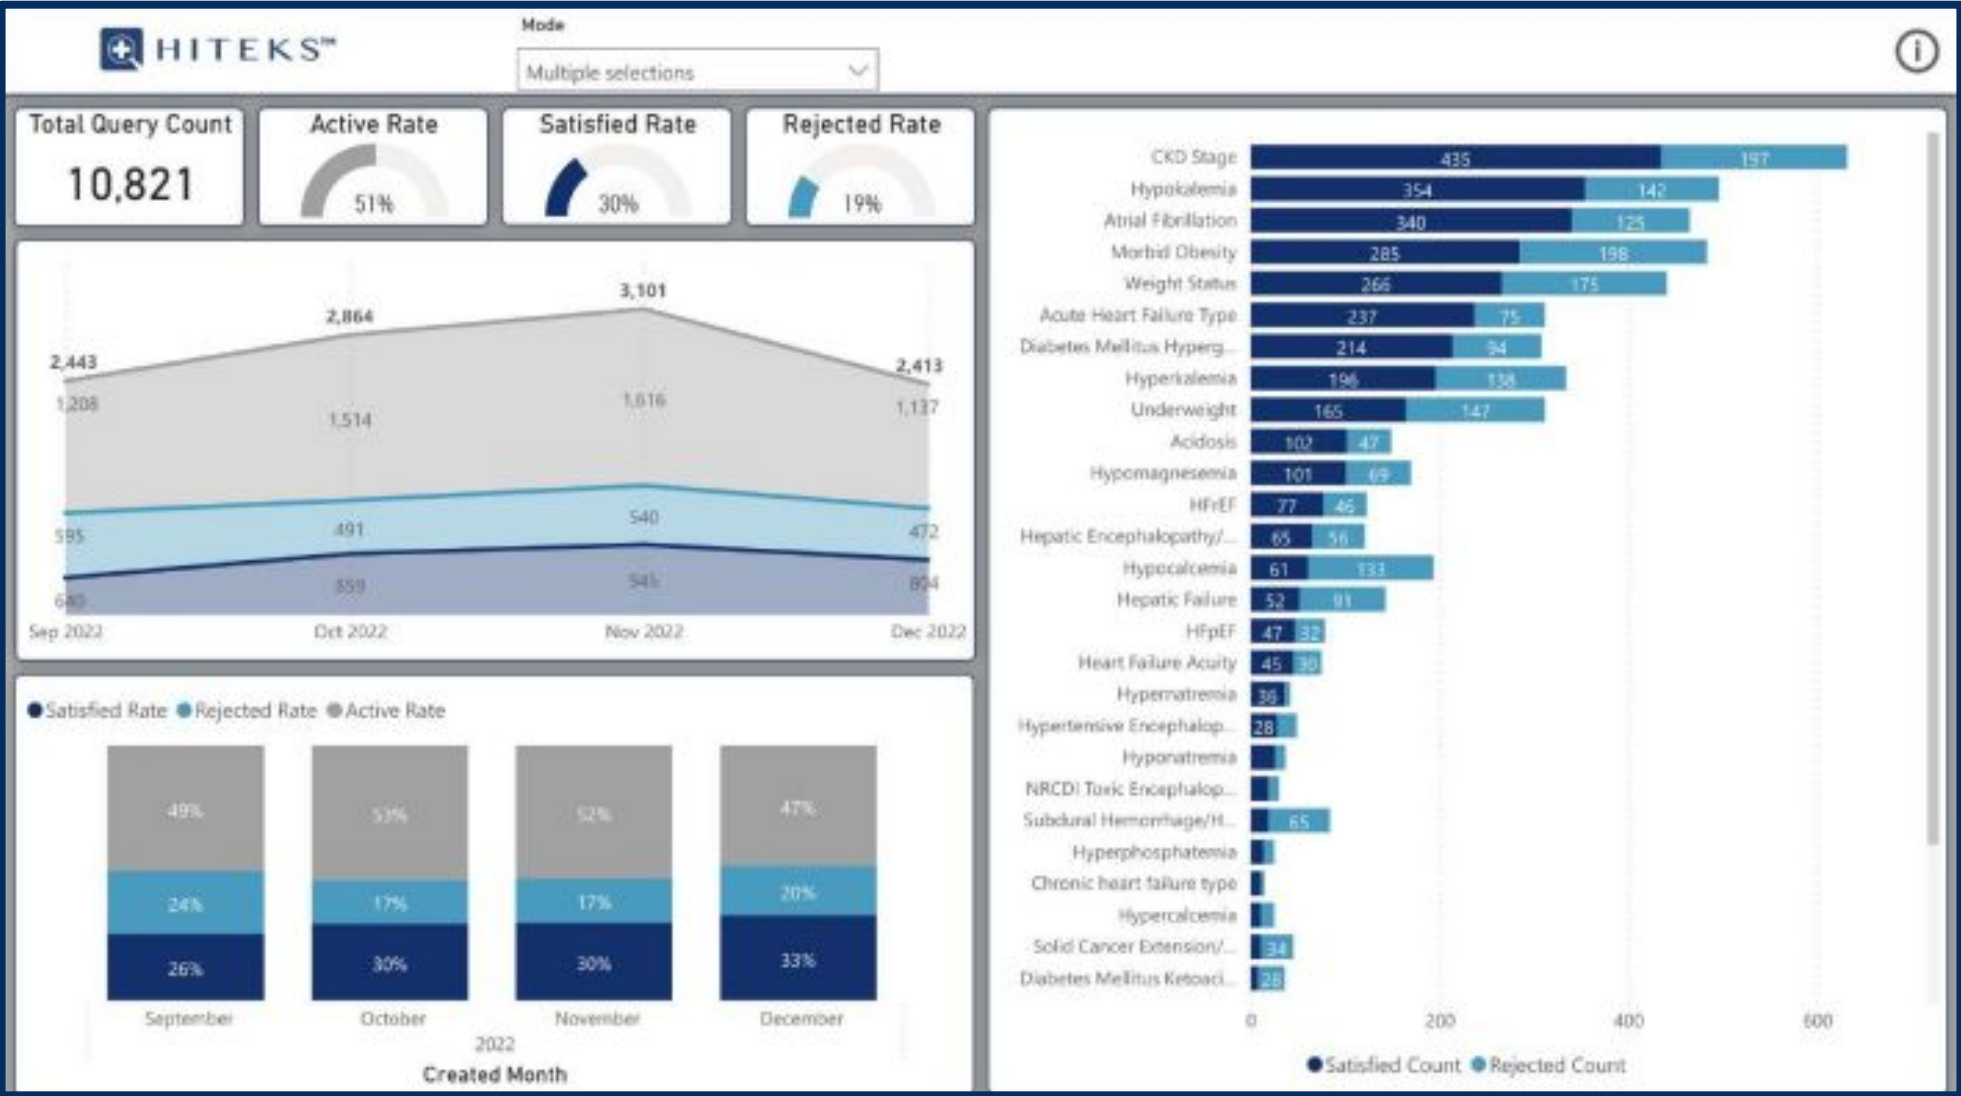 HITEKS™
Mode
Multiple selections
i
Total Query Count
10,821
Active Rate
51%
Satisfied Rate
30%
Rejected Rate
19%
2,443
2,864
3,101
2,413
1,208
1,514
1,616
1,137
595
491
540
472
640
859
945
804
Sep 2022
Oct 2022
Nov 2022
Dec 2022
Satisfied Rate Rejected Rate Active Rate
49%
53%
52%
47%
24%
17%
17%
20%
26%
30%
30%
33%
September
October
November
December
2022
Created Month
CKD Stage 435 197
Hypokalemia 354 142
Atrial Fibrillation 340 125
Morbid Obesity 285 198
Weight Status 266 175
Acute Heart Failure Type 237 75
Diabetes Mellitus Hyperg... 214 94
Hyperkalemia 196 138
Underweight 165 147
Acidosis 102 47
Hypomagnesemia 101 69
HFrEF 77 46
Hepatic Encephalopathy/... 65 56
Hypocalcemia 61 133
Hepatic Failure 52 91
HFpEF 47 32
Heart Failure Acuity 45 30
Hypernatremia 36
Hypertensive Encephalop... 28
Hyponatremia
NRCDI Toxic Encephalop...
Subdural Hemorrhage/H... 65
Hyperphosphatemia
Chronic heart failure type
Hypercalcemia
Solid Cancer Extension/... 34
Diabetes Mellitus Ketoaci... 28
0 200 400 600
Satisfied Count Rejected Count